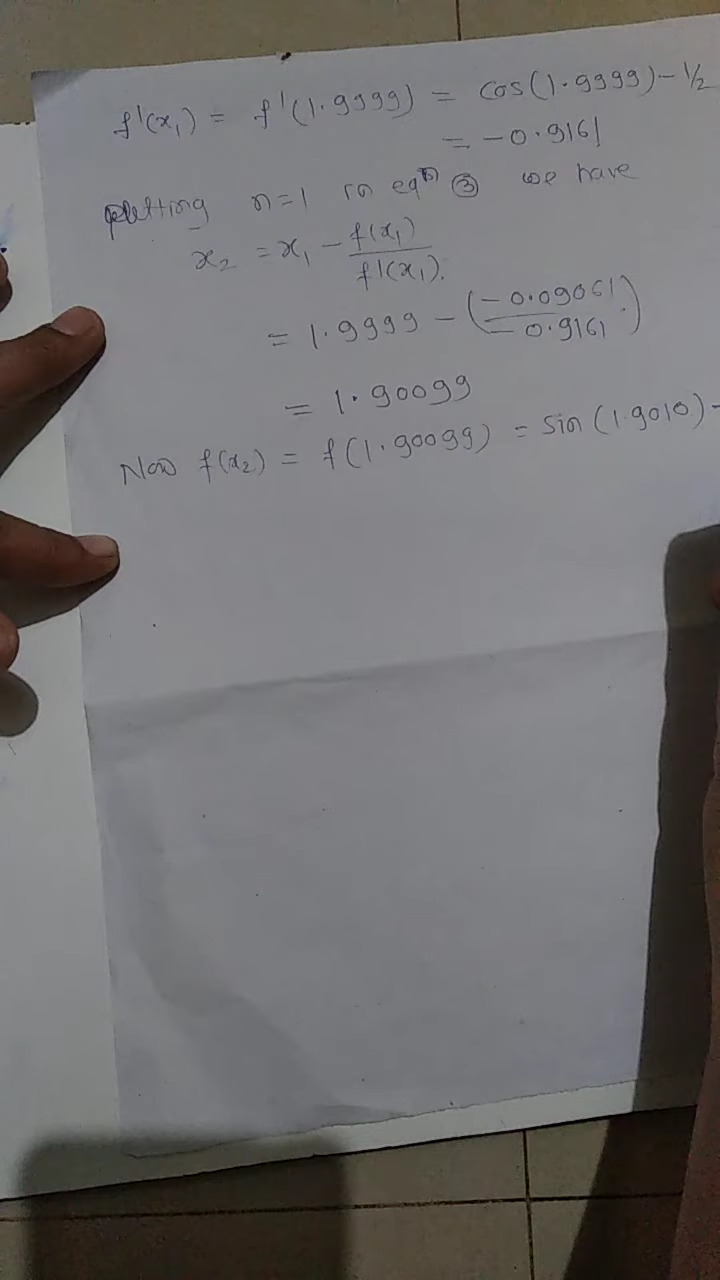 f'(x₁) = f'(1.9999) = cos(1.9999) - 1/2
= -0.9161
putting n=1 in eqⁿ ③ we have
x₂ = x₁ - f(x₁)/f'(x₁).
= 1.9999 - (-0.09061/-0.9161)
= 1.90099
Now f(x₂) = f(1.90099) = sin(1.9010) -